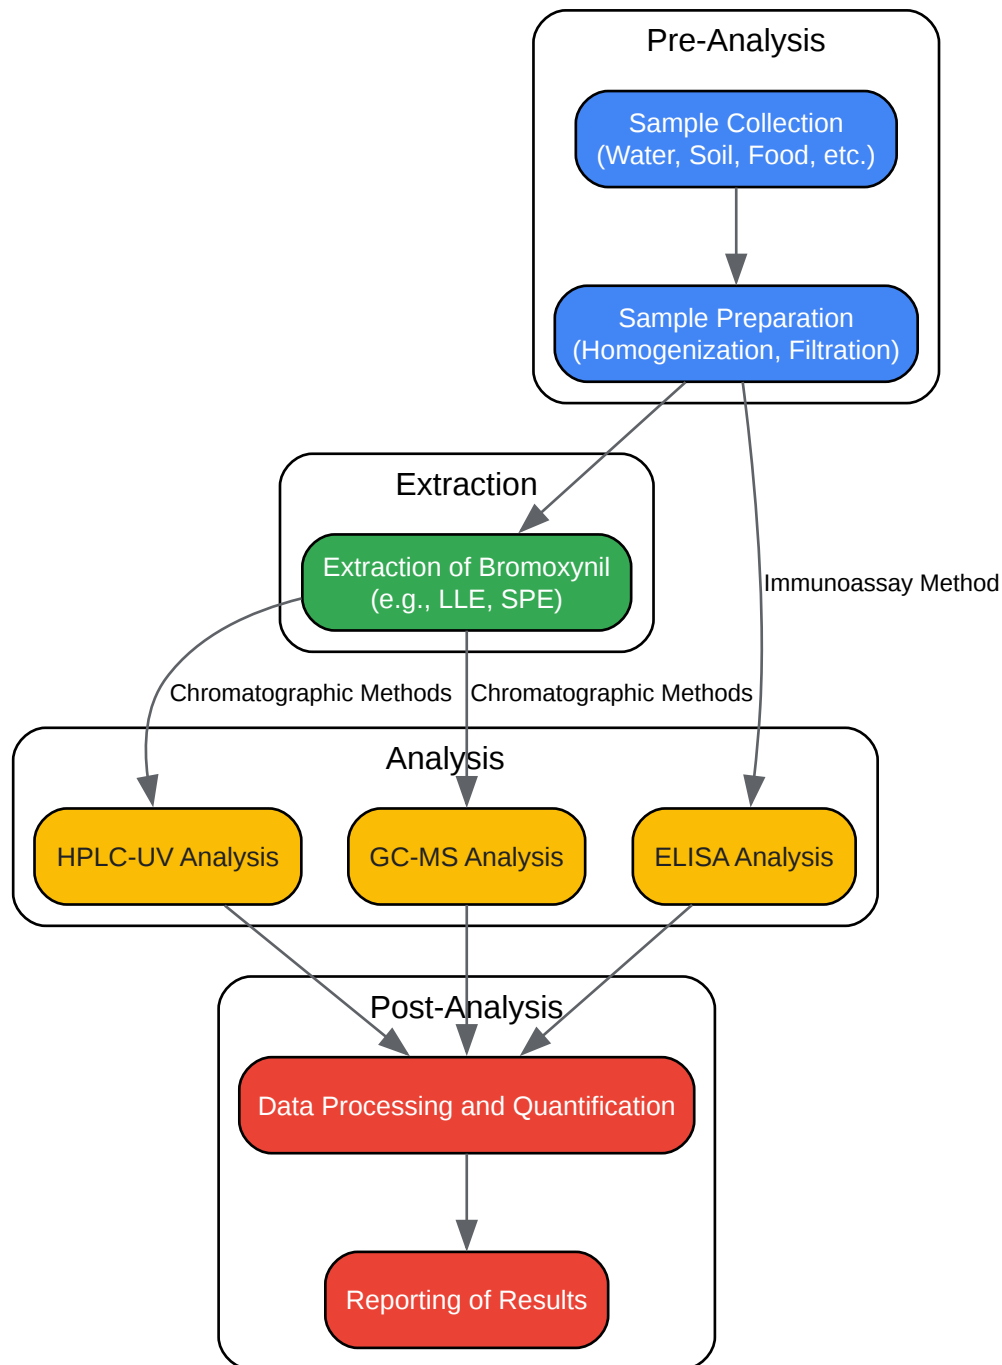 Pre-Analysis
Sample Collection
(Water, Soil, Food, etc.)
Sample Preparation
(Homogenization, Filtration)
Extraction
Extraction of Bromoxynil
(e.g., LLE, SPE)
Immunoassay Method
Chromatographic Methods
Chromatographic Methods
Analysis
HPLC-UV Analysis
GC-MS Analysis
ELISA Analysis
Post-Analysis
Data Processing and Quantification
Reporting of Results